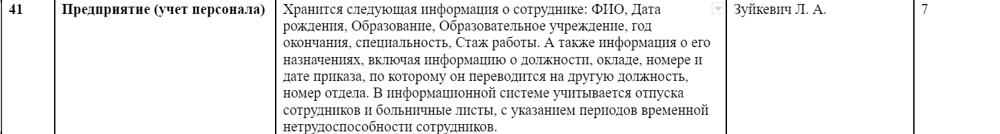 41
Предприятие (учет персонала)
Хранится следующая информация о сотруднике: ФИО, Дата
рождения, Образование, Образовательное учреждение, год
окончания, специальность, Стаж работы. А также информация о его
назначениях, включая информацию о должности, окладе, номере и
дате приказа, по которому он переводится на другую должность,
номер отдела. В информационной системе учитывается отпуска
сотрудников и больничные листы, с указанием периодов временной
нетрудоспособности сотрудников.
Зуйкевич Л. А.
7